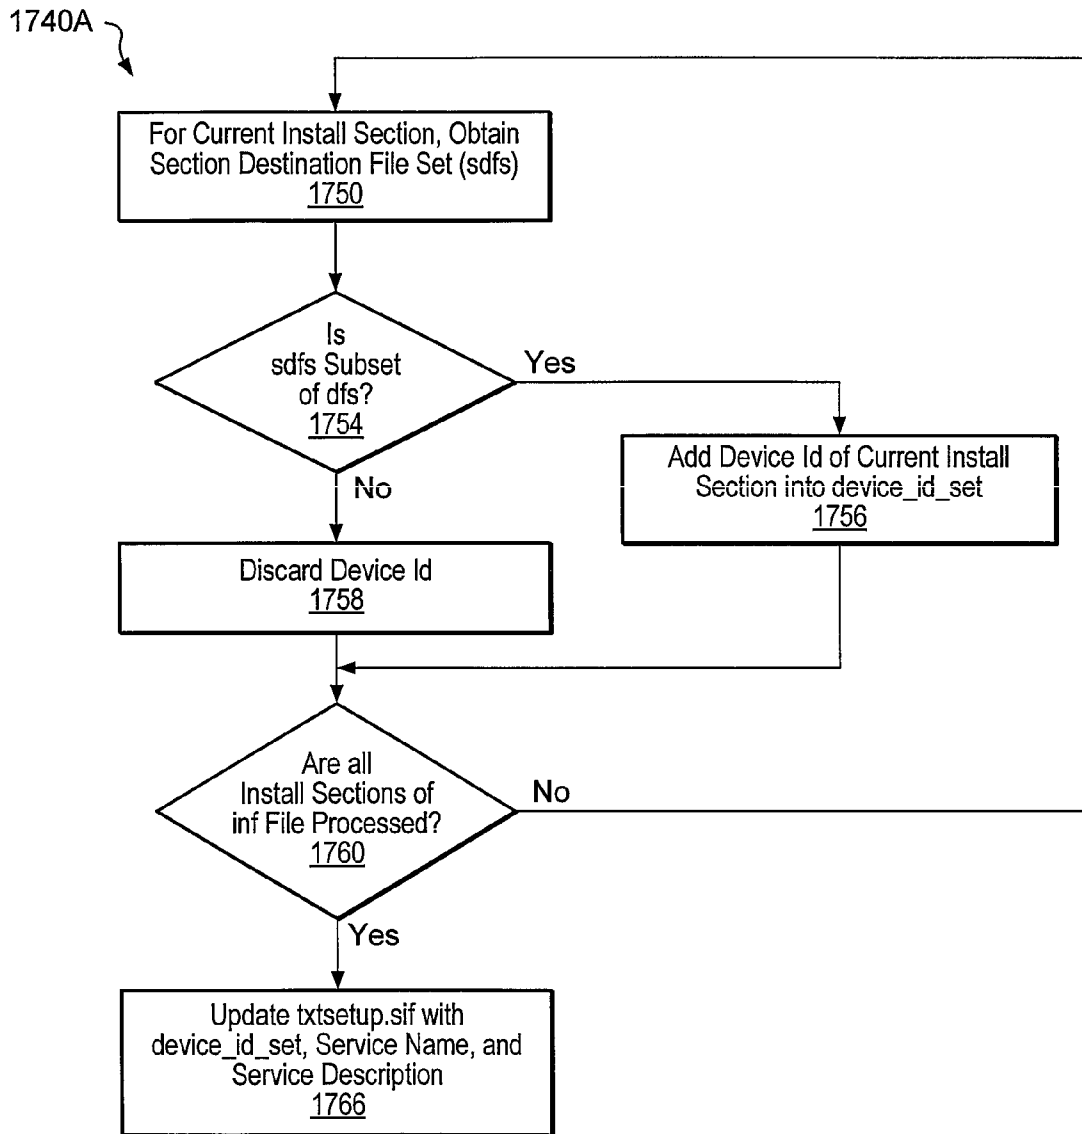 1740A
For Current Install Section, Obtain
Section Destination File Set (sdfs)
1750
Is
sdfs Subset
of dfs?
1754
Yes
No
Add Device Id of Current Install
Section into device_id_set
1756
Discard Device Id
1758
Are all
Install Sections of
inf File Processed?
1760
No
Yes
Update txtsetup.sif with
device_id_set, Service Name, and
Service Description
1766